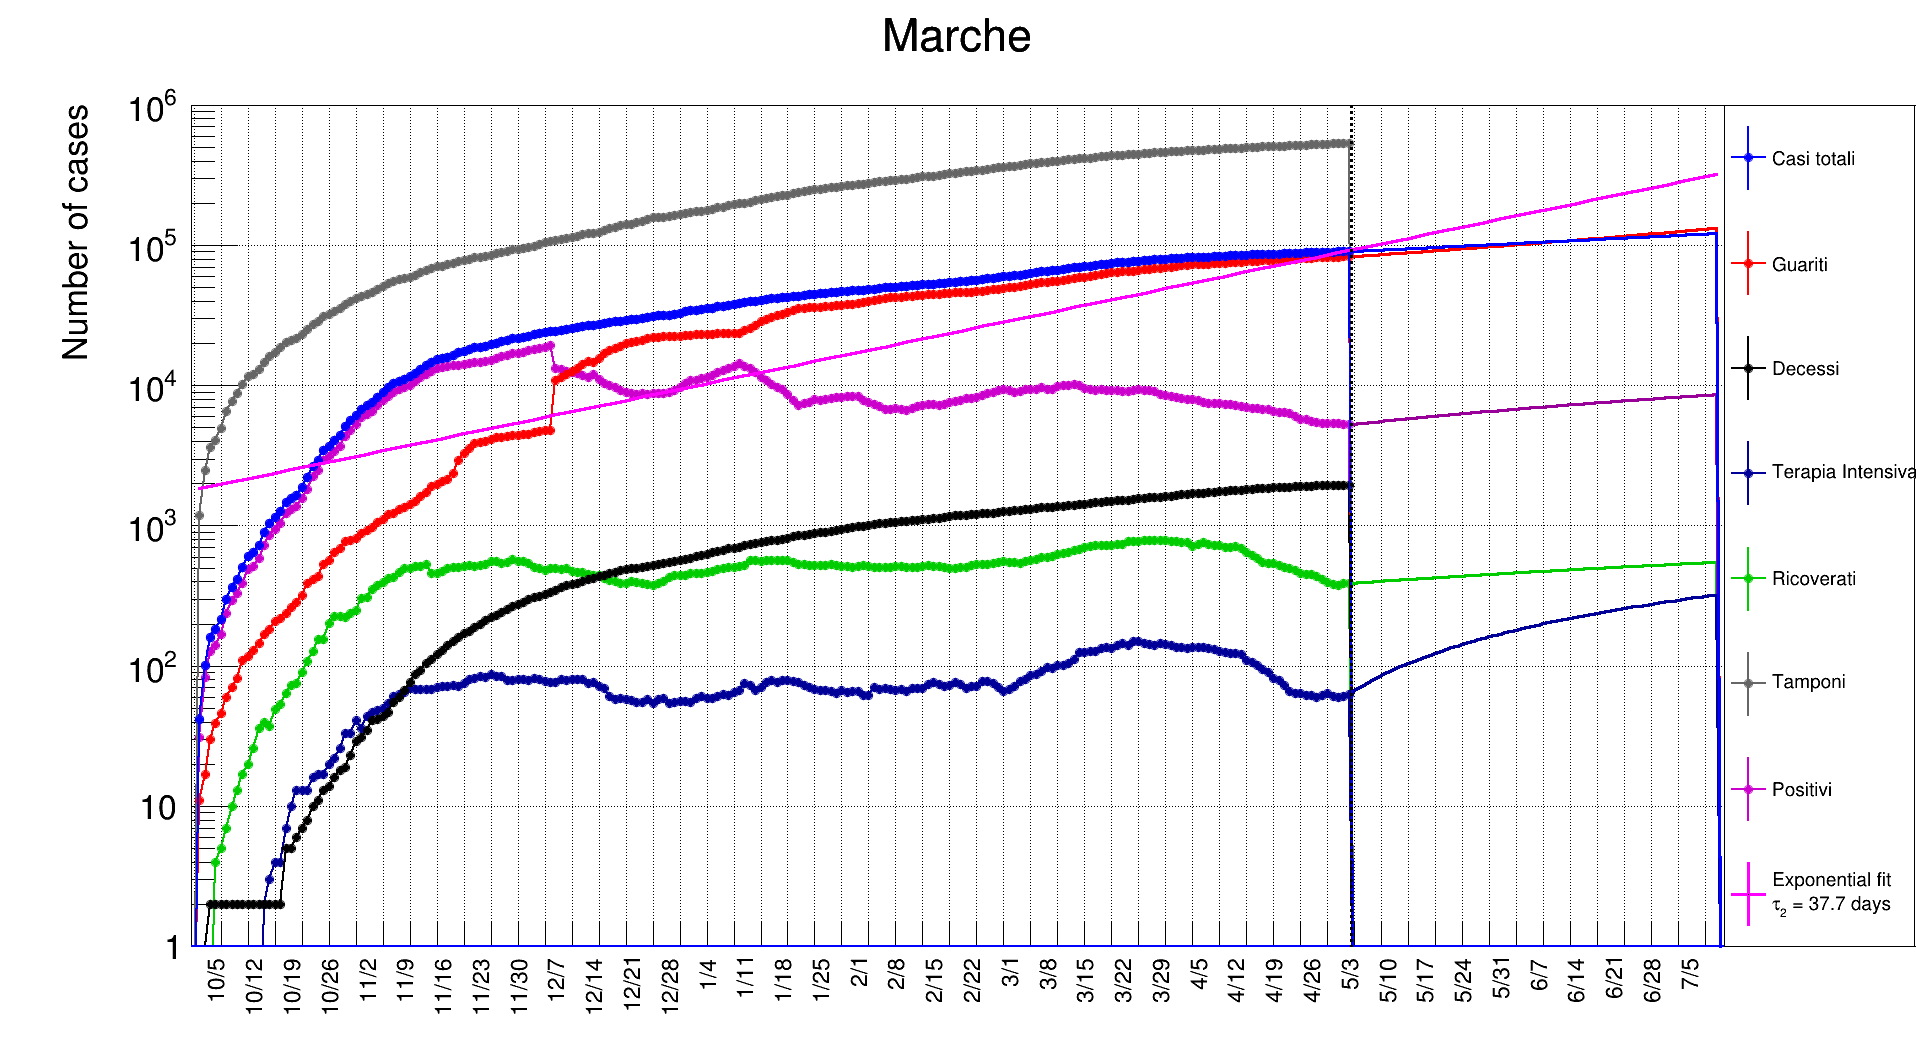 Marche
Number of cases
10^6
10^5
10^4
10^3
10^2
10
1
10/5 10/12 10/19 10/26 11/2 11/9 11/16 11/23 11/30 12/7 12/14 12/21 12/28 1/4 1/11 1/18 1/25 2/1 2/8 2/15 2/22 3/1 3/8 3/15 3/22 3/29 4/5 4/12 4/19 4/26 5/3 5/10 5/17 5/24 5/31 6/7 6/14 6/21 6/28 7/5
Casi totali
Guariti
Decessi
Terapia Intensiva
Ricoverati
Tamponi
Positivi
Exponential fit
τ₂ = 37.7 days